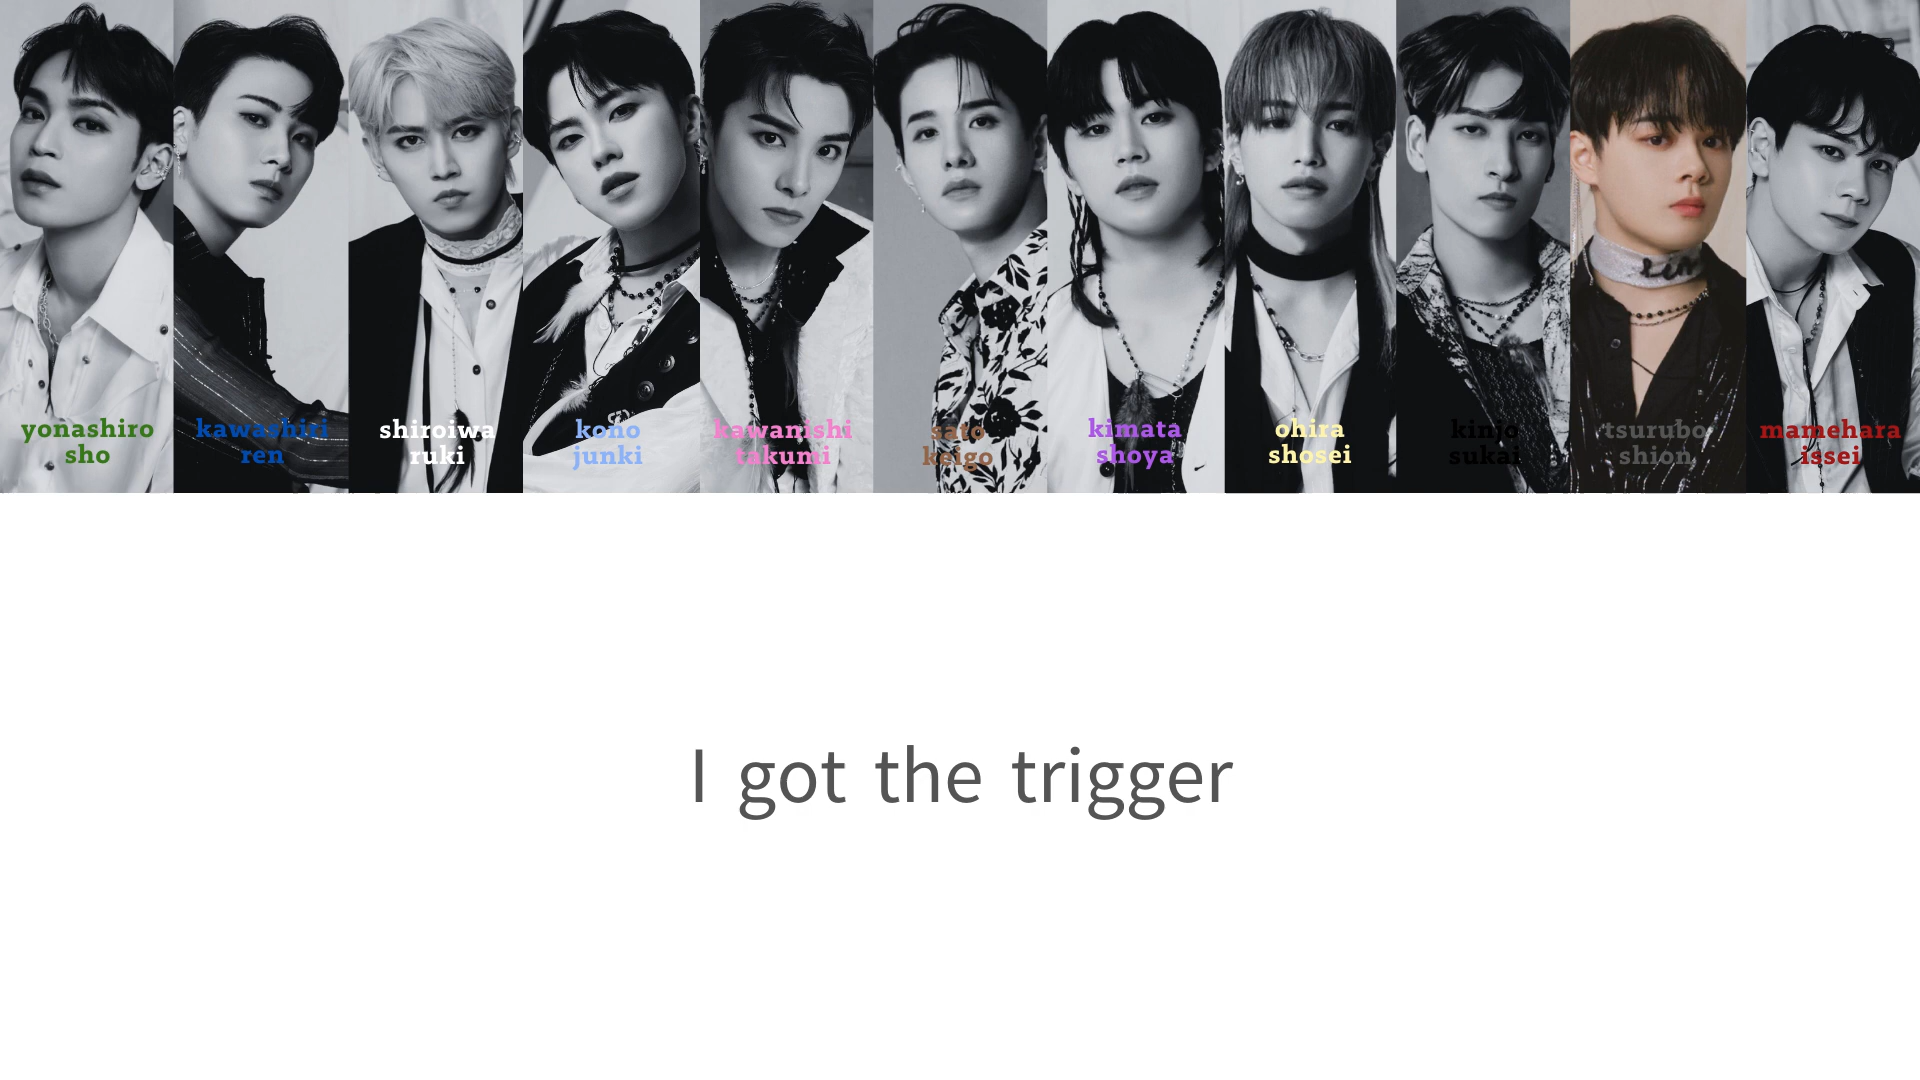 yonashiro
sho
kawashiri
ren
shiroiwa
ruki
kono
junki
kawanishi
takumi
sato
keigo
kimata
shoya
ohira
shosei
kinjo
sukai
tsurubo
shion
mamehara
issei
I got the trigger